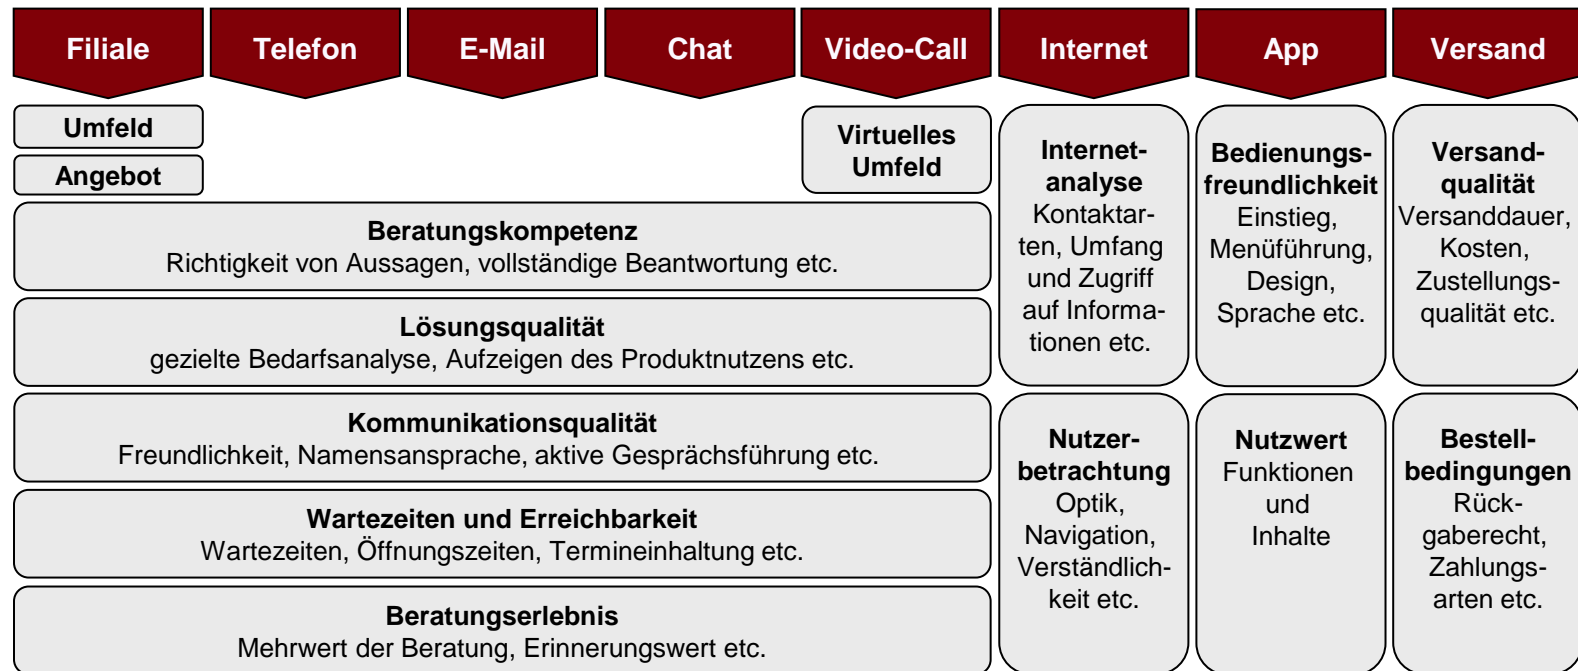 Filiale
Telefon
E-Mail
Chat
Video-Call
Internet
App
Versand
Umfeld
Angebot
Virtuelles
Umfeld
Beratungskompetenz
Richtigkeit von Aussagen, vollständige Beantwortung etc.
Lösungsqualität
gezielte Bedarfsanalyse, Aufzeigen des Produktnutzens etc.
Kommunikationsqualität
Freundlichkeit, Namensansprache, aktive Gesprächsführung etc.
Wartezeiten und Erreichbarkeit
Wartezeiten, Öffnungszeiten, Termineinhaltung etc.
Beratungserlebnis
Mehrwert der Beratung, Erinnerungswert etc.
Internet-
analyse
Kontaktar-
ten, Umfang
und Zugriff
auf Informa-
tionen etc.
Nutzer-
betrachtung
Optik,
Navigation,
Verständlich-
keit etc.
Bedienungs-
freundlichkeit
Einstieg,
Menüführung,
Design,
Sprache etc.
Nutzwert
Funktionen
und
Inhalte
Versand-
qualität
Versanddauer,
Kosten,
Zustellungs-
qualität etc.
Bestell-
bedingungen
Rück-
gaberecht,
Zahlungs-
arten etc.